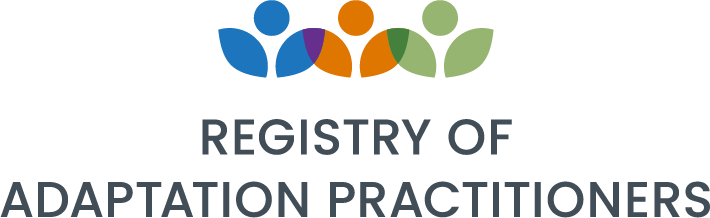 REGISTRY OF
ADAPTATION PRACTITIONERS